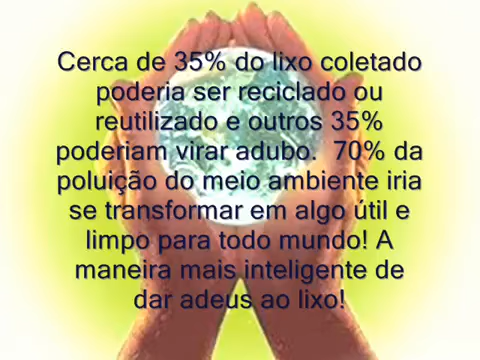 Cerca de 35% do lixo coletado
poderia ser reciclado ou
reutilizado e outros 35%
poderiam virar adubo.  70% da
poluição do meio ambiente iria
se transformar em algo útil e
limpo para todo mundo! A
maneira mais inteligente de
dar adeus ao lixo!